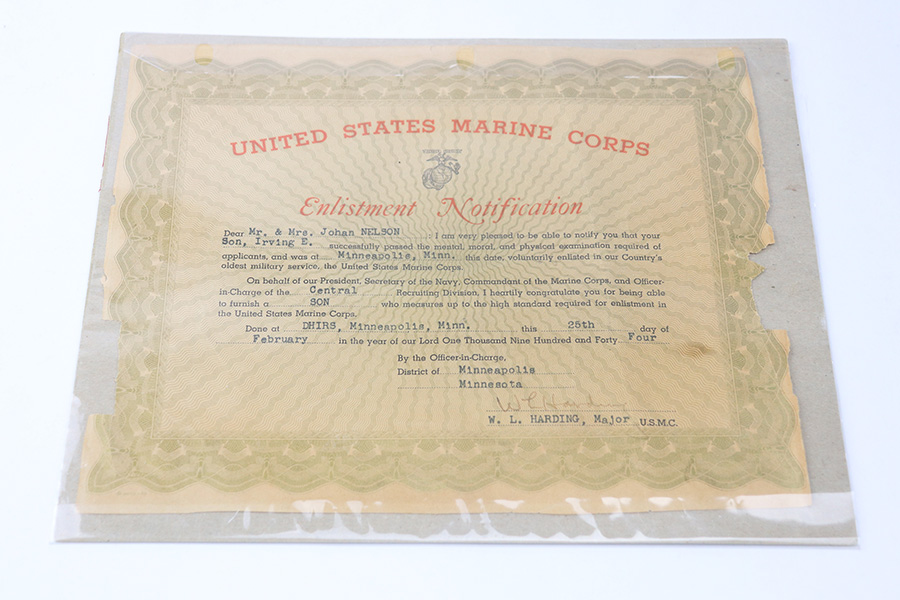 UNITED STATES MARINE CORPS
Enlistment Notification
Dear Mr. & Mrs. Johan NELSON : I am very pleased to be able to notify you that your
Son, Irving E. successfully passed the mental, moral, and physical examination required of
applicants, and was at Minneapolis, Minn. this date, voluntarily enlisted in our Country's
oldest military service, the United States Marine Corps.
On behalf of our President, Secretary of the Navy, Commandant of the Marine Corps, and Officer-
in-Charge of the Central Recruiting Division, I heartily congratulate you for being able
to furnish a SON who measures up to the high standard required for enlistment in
the United States Marine Corps.
Done at DHIRS, Minneapolis, Minn. this 25th day of
February in the year of our Lord One Thousand Nine Hundred and Forty Four
By the Officer-in-Charge,
District of Minneapolis
Minnesota
W L Harding
W. L. HARDING, Major U.S.M.C.